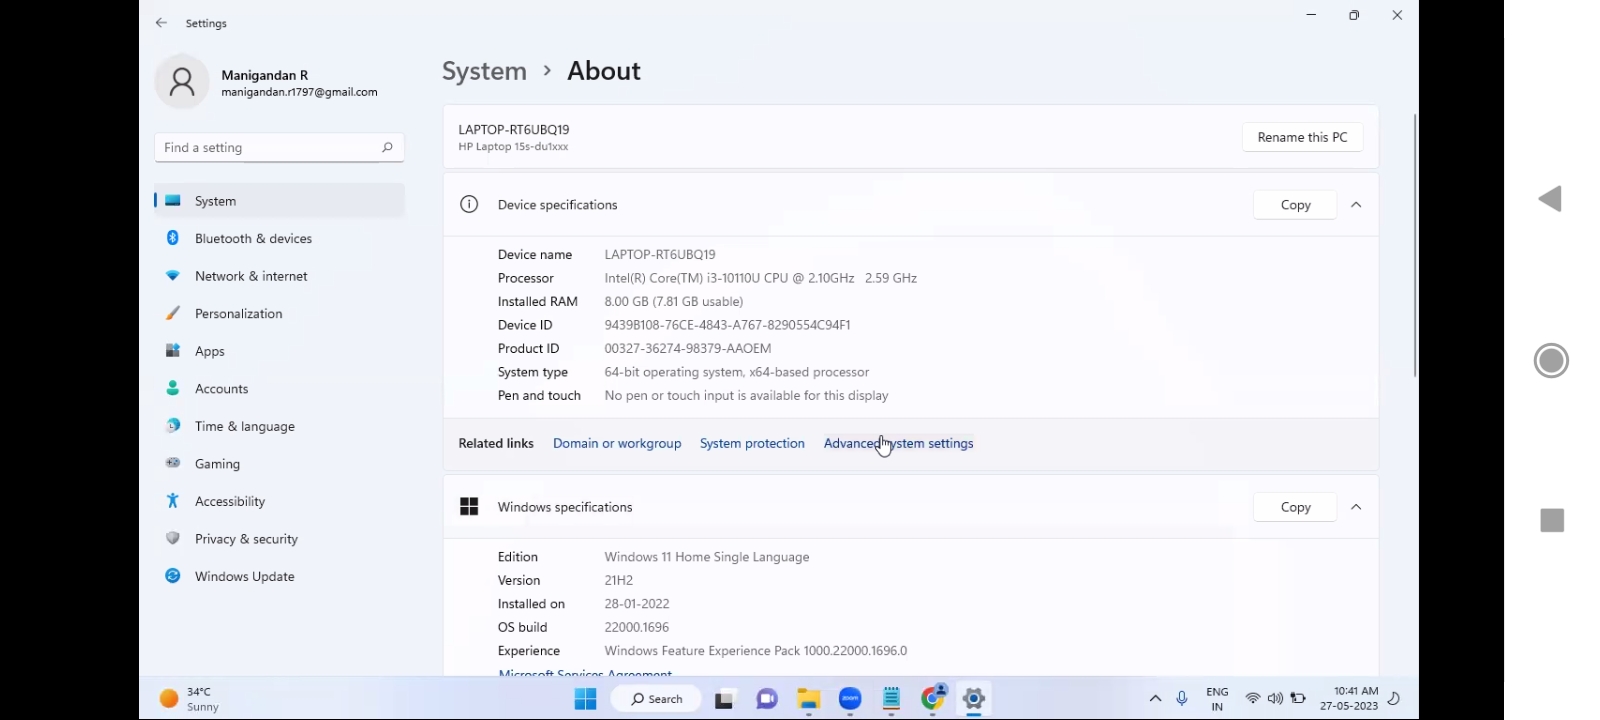 Settings
Manigandan R
manigandan.r1797@gmail.com
Find a setting
System
Bluetooth & devices
Network & internet
Personalization
Apps
Accounts
Time & language
Gaming
Accessibility
Privacy & security
Windows Update
System > About
LAPTOP-RT6UBQ19
HP Laptop 15s-du1xxx
Rename this PC
Device specifications
Copy
Device name LAPTOP-RT6UBQ19
Processor Intel(R) Core(TM) i3-10110U CPU @ 2.10GHz 2.59 GHz
Installed RAM 8.00 GB (7.81 GB usable)
Device ID 9439B108-76CE-4843-A767-8290554C94F1
Product ID 00327-36274-98379-AAOEM
System type 64-bit operating system, x64-based processor
Pen and touch No pen or touch input is available for this display
Related links Domain or workgroup System protection Advanced system settings
Windows specifications
Copy
Edition Windows 11 Home Single Language
Version 21H2
Installed on 28-01-2022
OS build 22000.1696
Experience Windows Feature Experience Pack 1000.22000.1696.0
Microsoft Services Agreement
34°C
Sunny
Search
zoom
ENG
IN
10:41 AM
27-05-2023